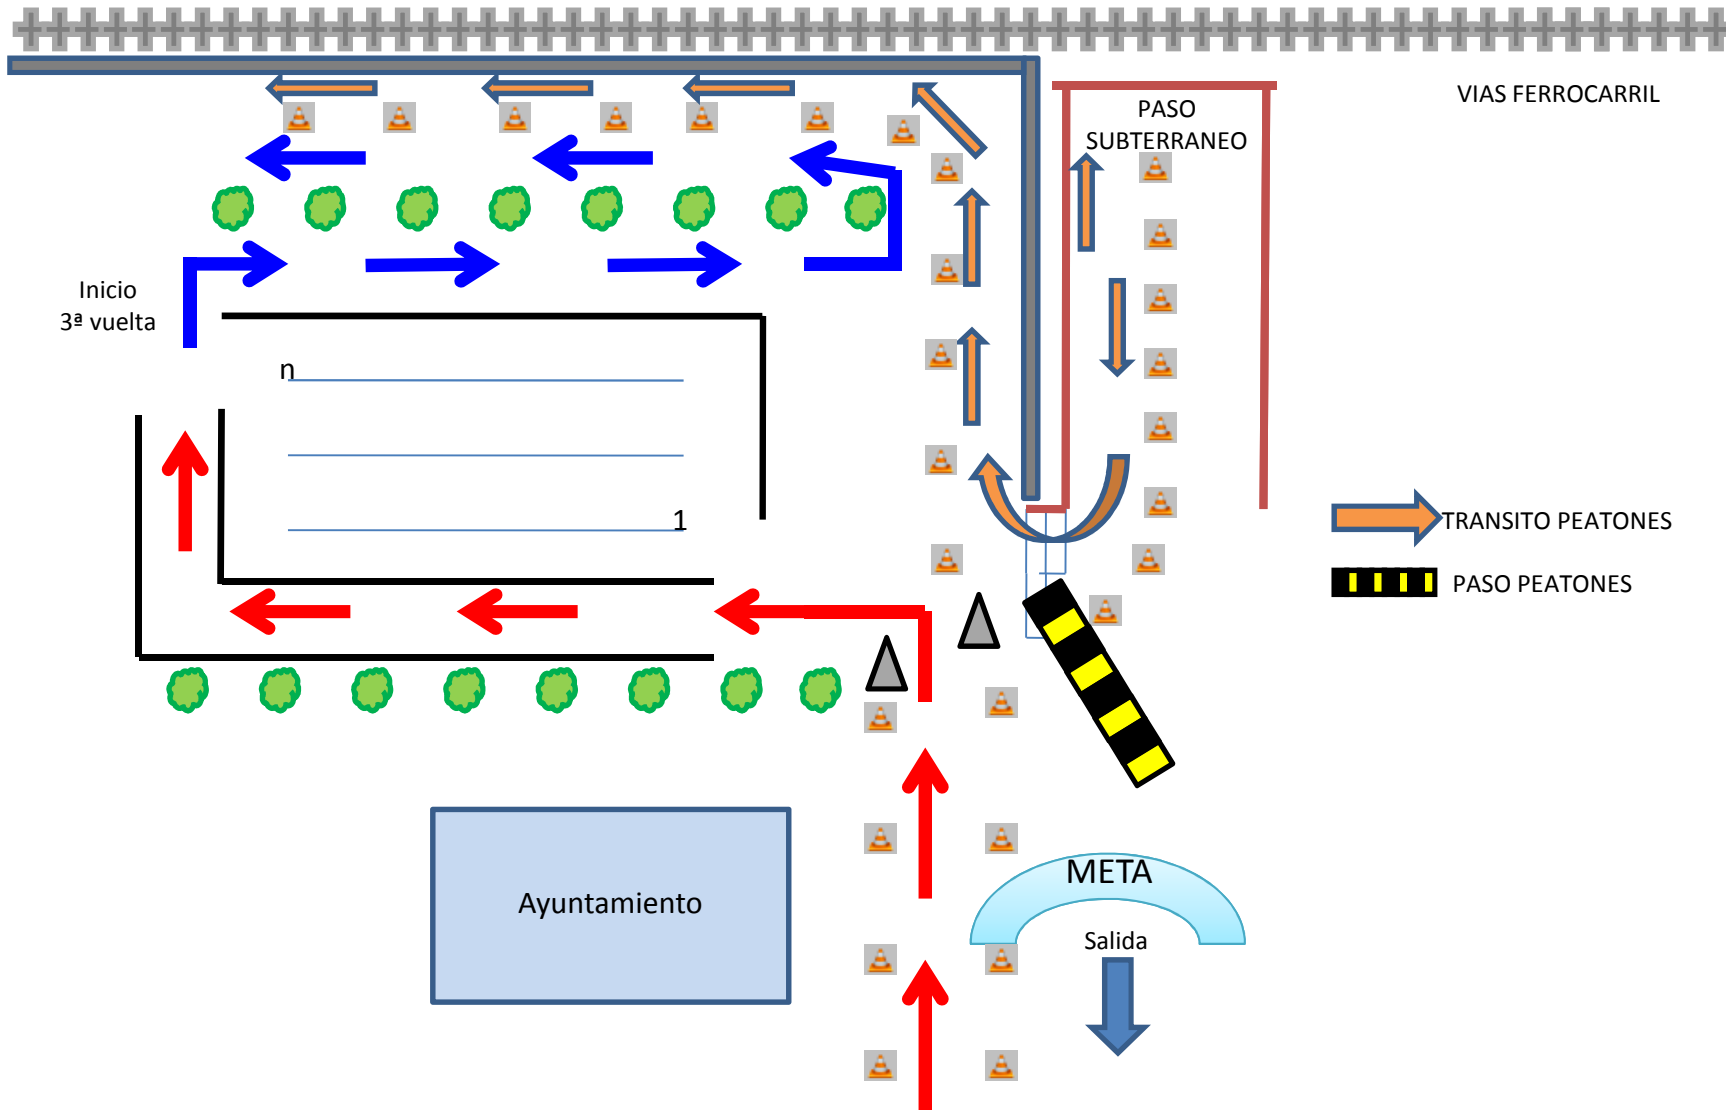 VIAS FERROCARRIL
PASO
SUBTERRANEO
Inicio
3ª vuelta
n
1
TRANSITO PEATONES
PASO PEATONES
META
Ayuntamiento
Salida